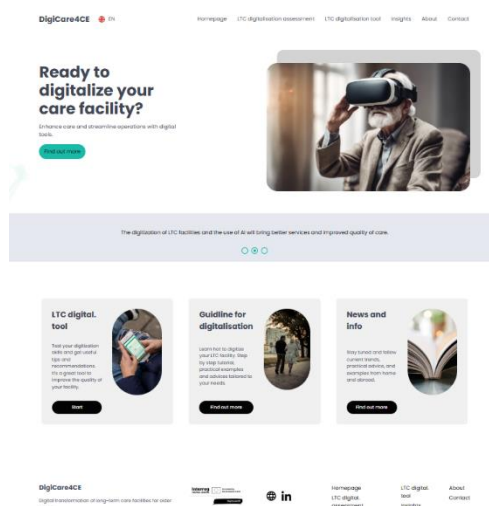 DigiCare4CE EN Homepage LTC digitalisation assessment LTC digitalisation tool Insights About Contact
Ready to
digitalize your
care facility?
Enhance care and streamline operations with digital
tools.
Find out more
The digitization of LTC facilities and the use of AI will bring better services and improved quality of care.
LTC digital.
tool
Test your digitisation
skills and get useful
tips and
recommendations.
It's a great tool to
improve the quality of
your facility.
Start
Guidline for
digitalisation
Learn hot to digitize
your LTC facility. Step
by step tutorial,
practical examples
and advices tailored to
your needs.
Find out more
News and
info
Stay tuned and follow
current trends,
practical advice, and
examples from home
and abroad.
Find out more
DigiCare4CE
Digital transformation of long-term care facilities for older
Interreg
in
Homepage
LTC digital.
assessment
LTC digital.
tool
Insights
About
Contact